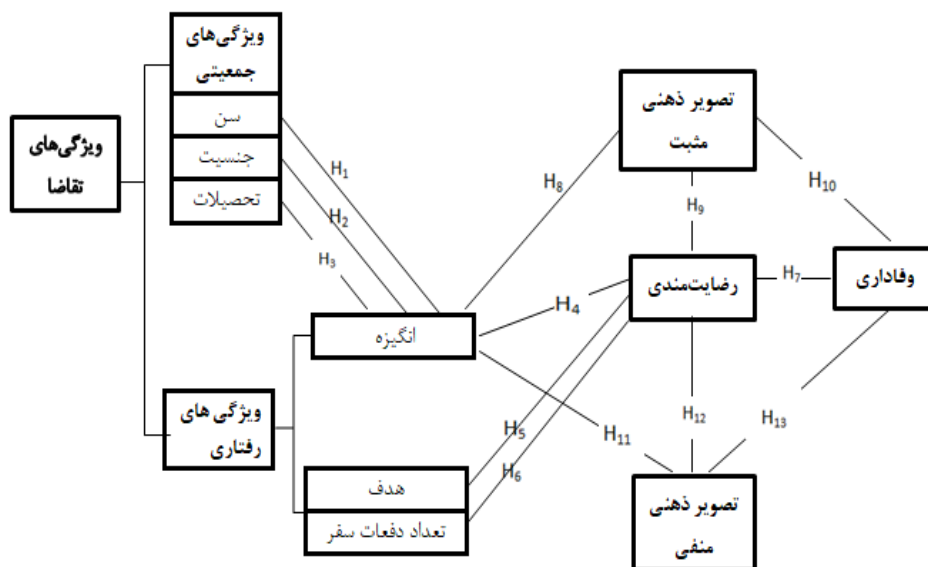 ویژگی‌های
جمعیتی
سن
جنسیت
تحصیلات
ویژگی‌های
تقاضا
H1
H2
H3
انگیزه
ویژگی های
رفتاری
هدف
تعداد دفعات سفر
H8
H4
H5
H6
H11
تصویر ذهنی
مثبت
H9
H10
رضایت‌مندی
H7
وفاداری
H12
H13
تصویر ذهنی
منفی